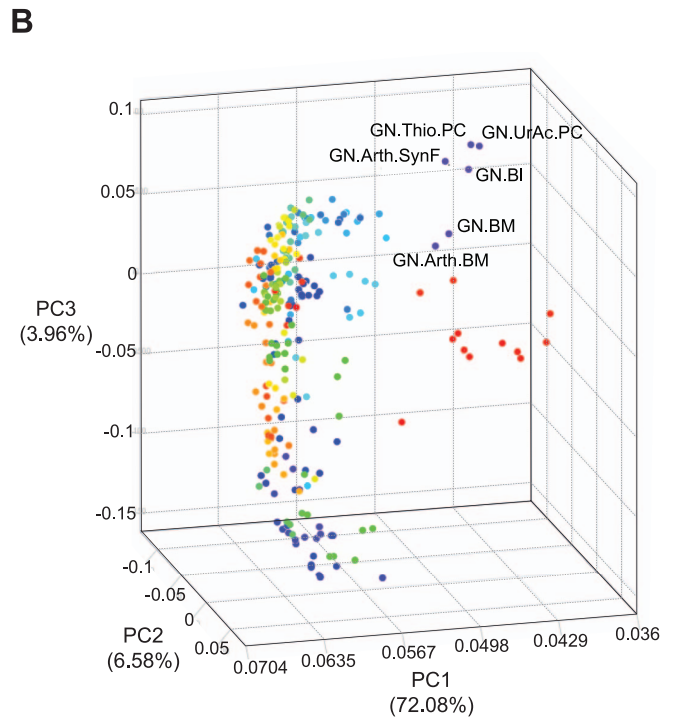 B
0.1
GN.Thio.PC
GN.UrAc.PC
GN.Arth.SynF
GN.BI
0.05
GN.BM
GN.Arth.BM
0
PC3
(3.96%)
-0.05
-0.1
-0.15
-0.1
-0.05
0
0.05
PC2
(6.58%)
0.0704
0.0635
0.0567
0.0498
0.0429
0.036
PC1
(72.08%)